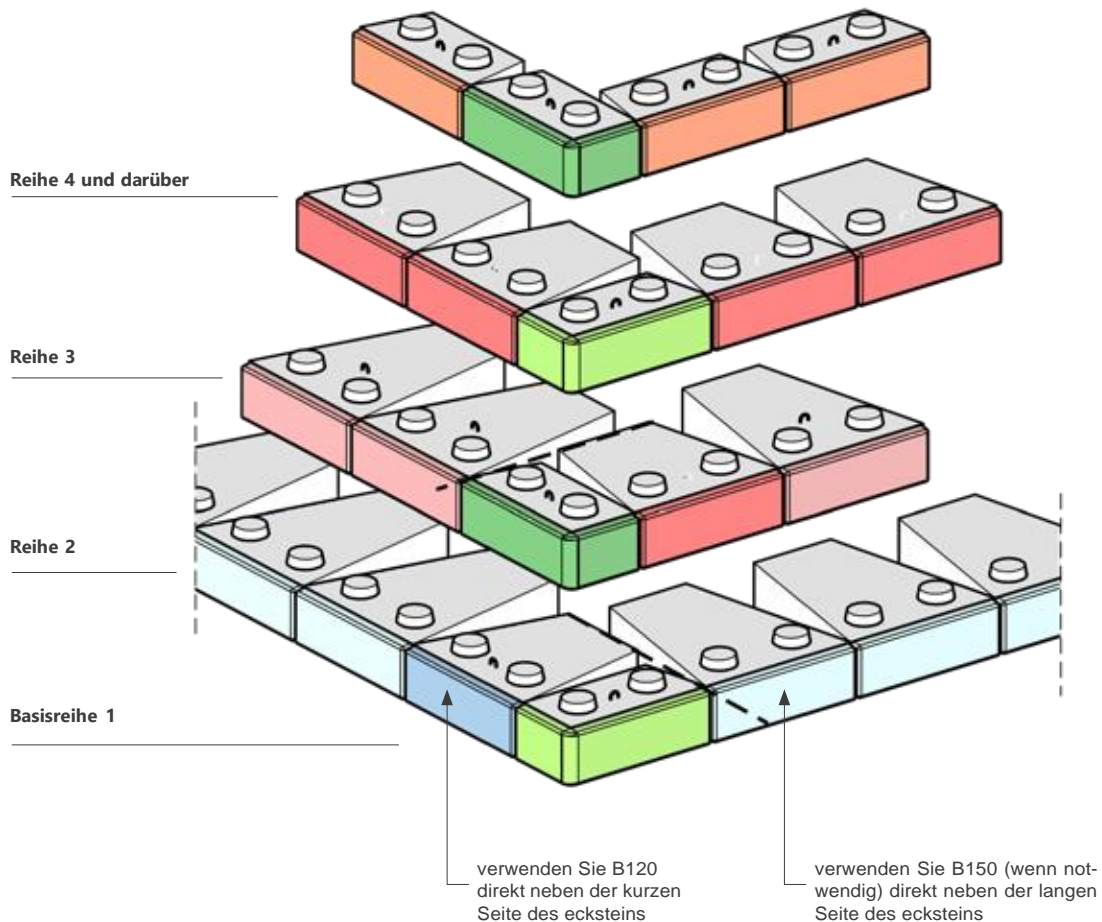 Reihe 4 und darüber
Reihe 3
Reihe 2
Basisreihe 1
verwenden Sie B120
direkt neben der kurzen
Seite des ecksteins
verwenden Sie B150 (wenn not-
wendig) direkt neben der langen
Seite des ecksteins